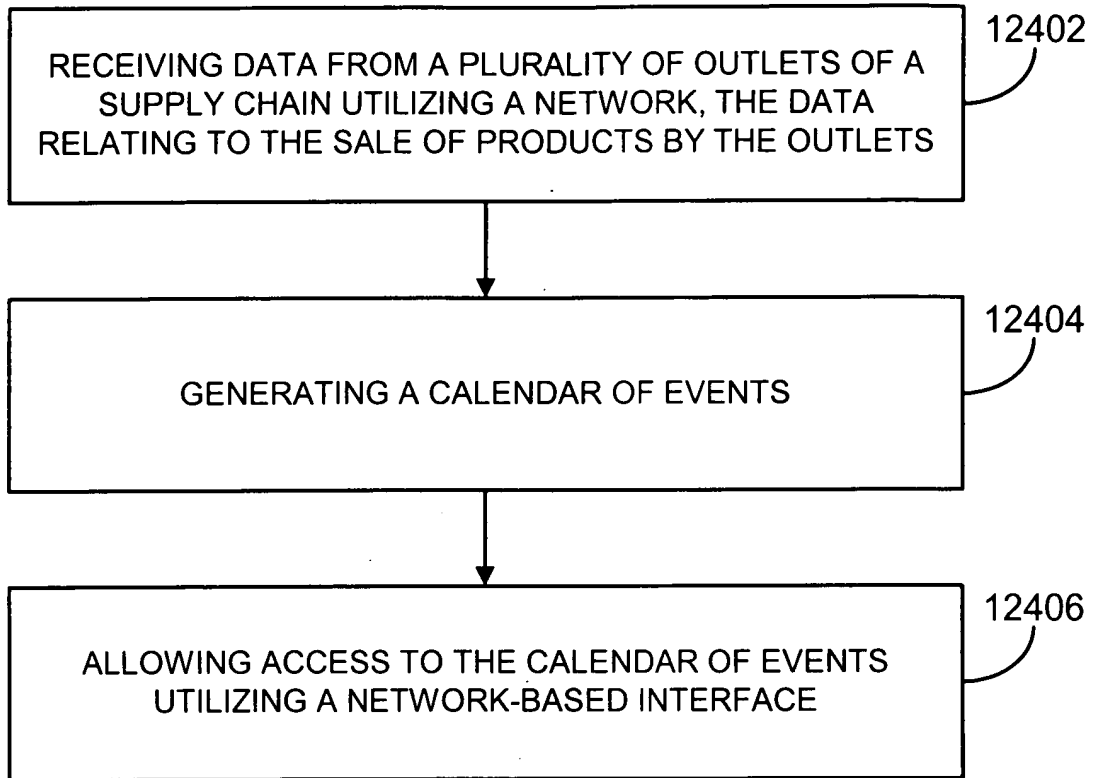 12402
RECEIVING DATA FROM A PLURALITY OF OUTLETS OF A
SUPPLY CHAIN UTILIZING A NETWORK, THE DATA
RELATING TO THE SALE OF PRODUCTS BY THE OUTLETS
12404
GENERATING A CALENDAR OF EVENTS
12406
ALLOWING ACCESS TO THE CALENDAR OF EVENTS
UTILIZING A NETWORK-BASED INTERFACE